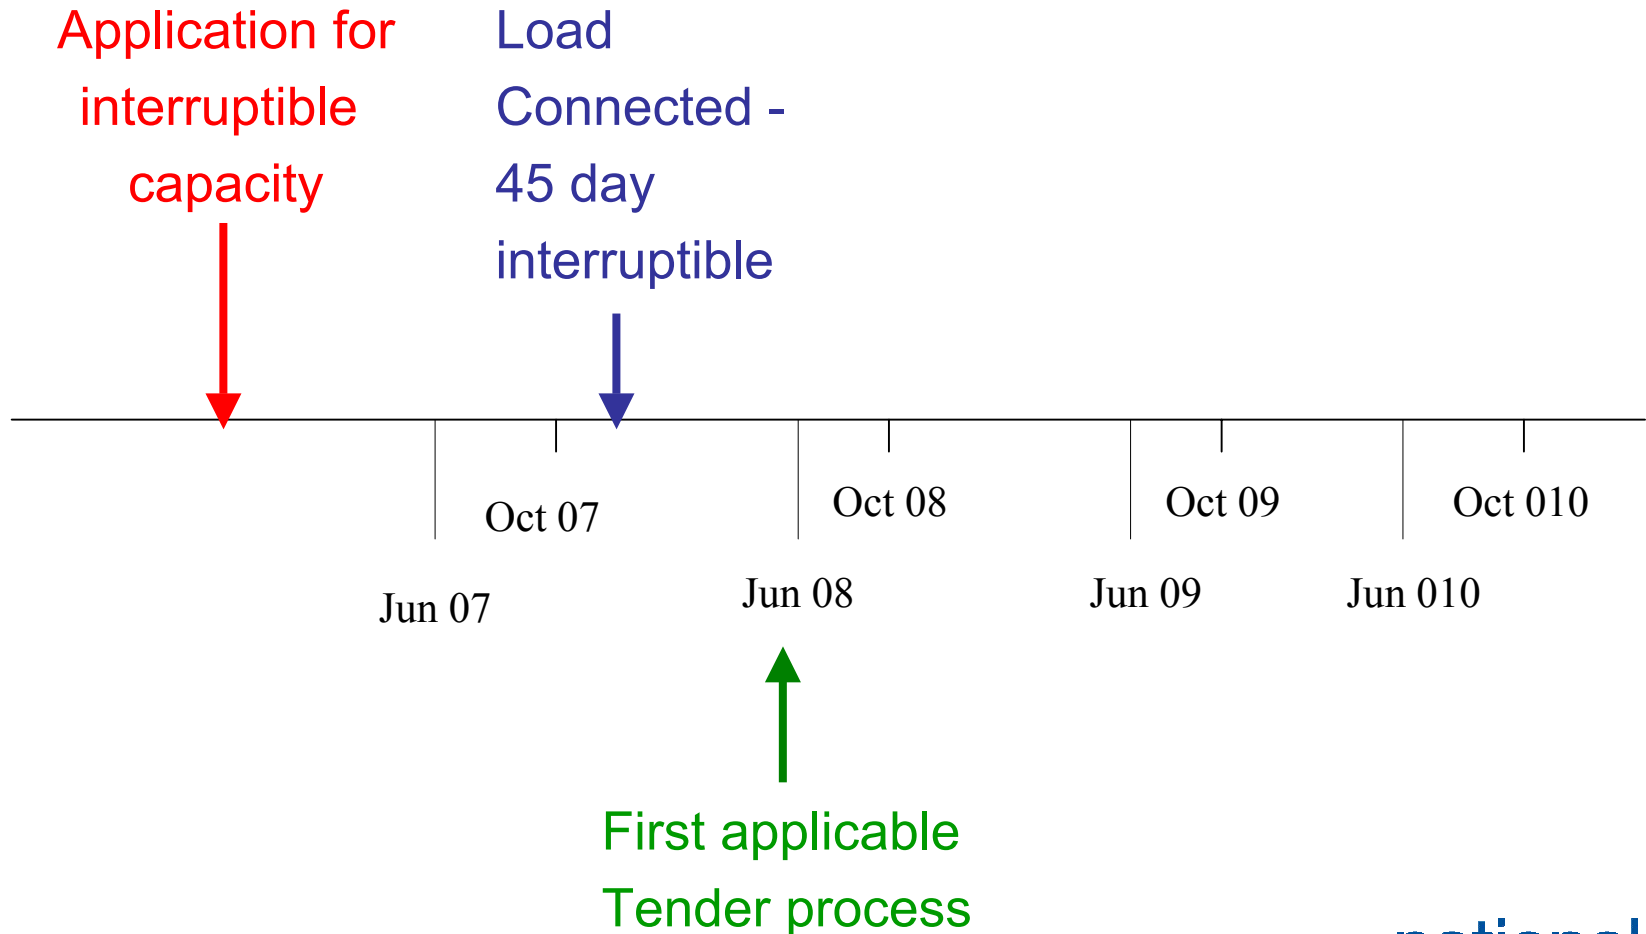 Application for
interruptible
capacity
Load
Connected -
45 day
interruptible
Oct 07
Oct 08
Oct 09
Oct 010
Jun 07
Jun 08
Jun 09
Jun 010
First applicable
Tender process
national